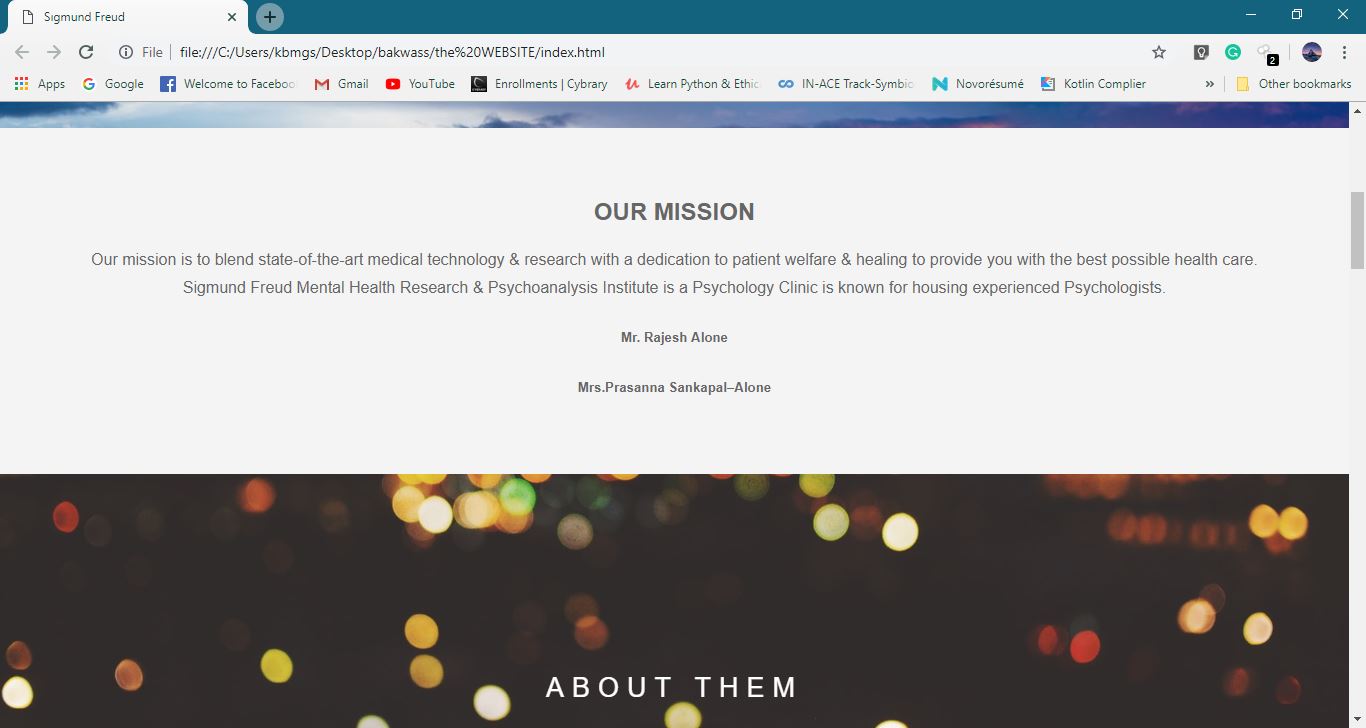 Sigmund Freud
File
file:///C:/Users/kbmgs/Desktop/bakwass/the%20WEBSITE/index.html
2
Apps Google Welcome to Faceboo Gmail YouTube Enrollments | Cybrary Learn Python & Ethic IN-ACE Track-Symbio Novorésumé Kotlin Complier » Other bookmarks
OUR MISSION
Our mission is to blend state-of-the-art medical technology & research with a dedication to patient welfare & healing to provide you with the best possible health care.
Sigmund Freud Mental Health Research & Psychoanalysis Institute is a Psychology Clinic is known for housing experienced Psychologists.
Mr. Rajesh Alone
Mrs.Prasanna Sankapal–Alone
ABOUT THEM